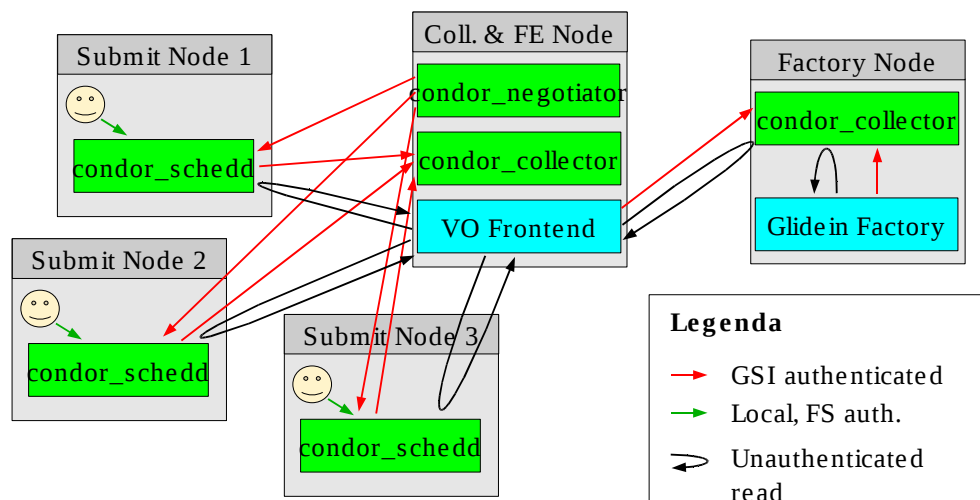 Submit Node 1
condor_schedd
Coll. & FE Node
condor_negotiator
condor_collector
VO Frontend
Factory Node
condor_collector
Glidein Factory
Submit Node 2
condor_schedd
Submit Node 3
condor_schedd
Legenda
GSI authenticated
Local, FS auth.
Unauthenticated
read